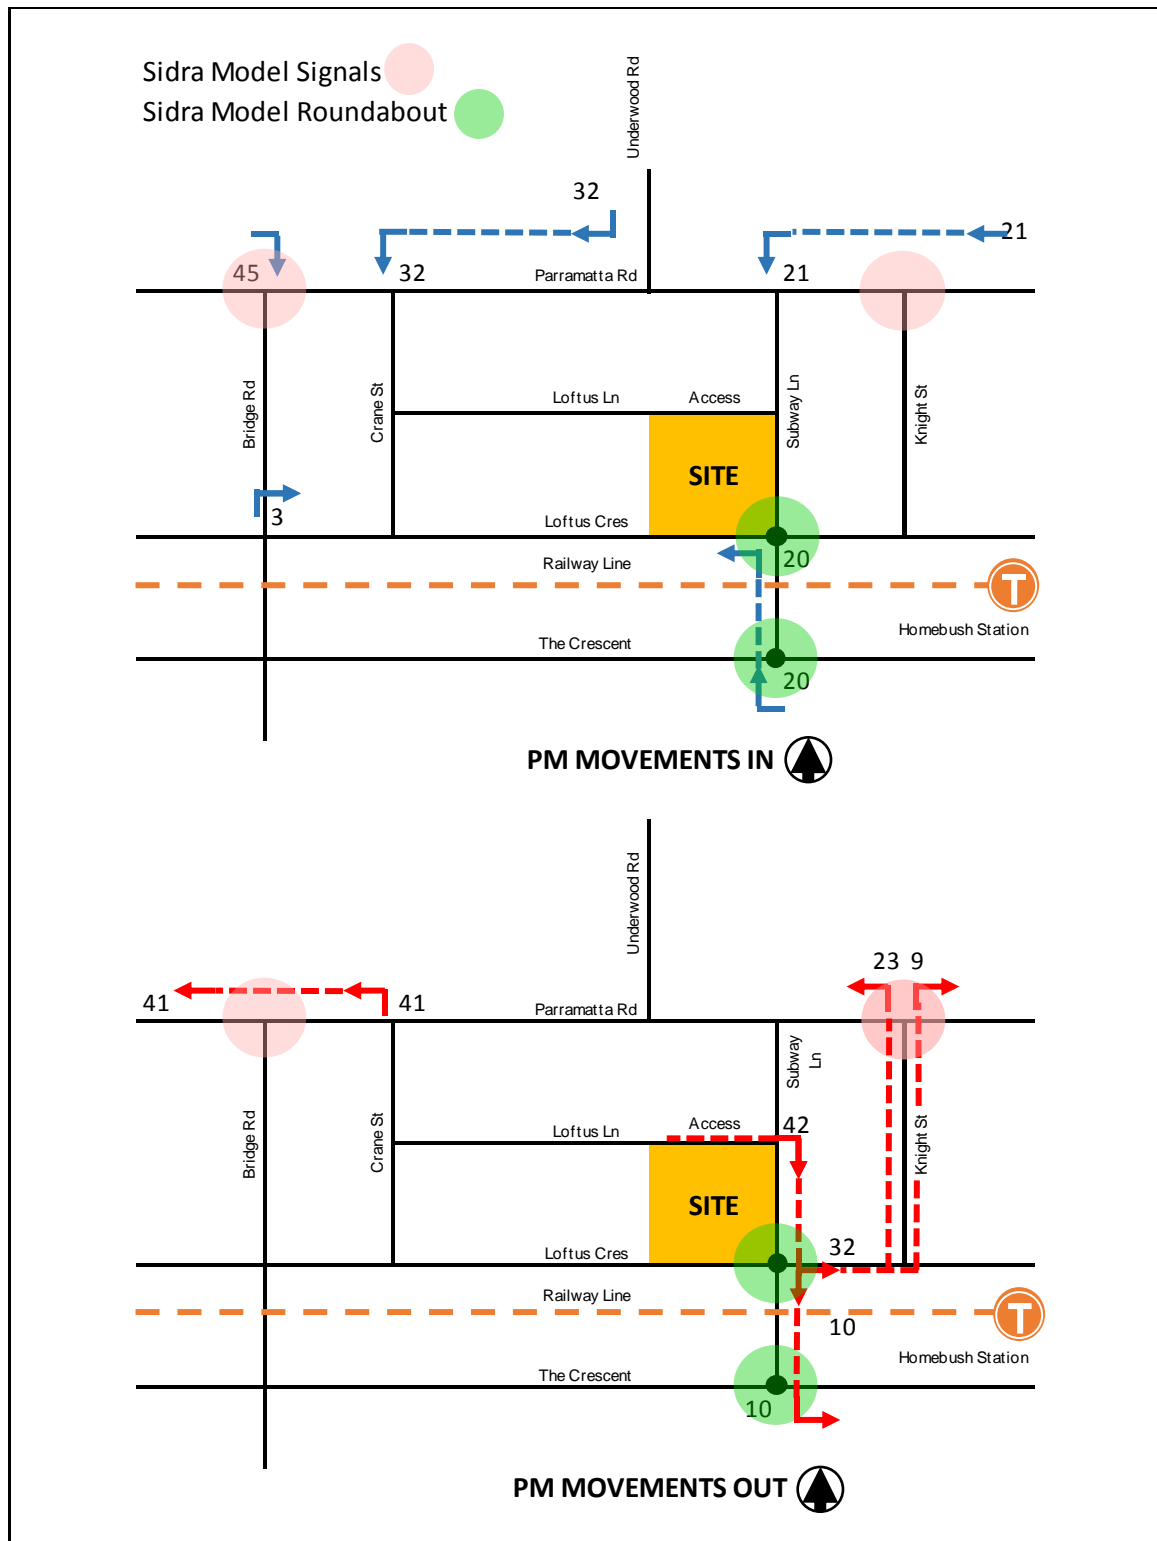 Sidra Model Signals
Sidra Model Roundabout
Underwood Rd
32
21
45
32
Parramatta Rd
21
Bridge Rd
Crane St
Loftus Ln
Access
Subway Ln
Knight St
SITE
3
Loftus Cres
20
Railway Line
T
Homebush Station
The Crescent
20
PM MOVEMENTS IN
Underwood Rd
23 9
41
41
Parramatta Rd
Subway
Ln
Bridge Rd
Crane St
Loftus Ln
Access
42
Knight St
SITE
Loftus Cres
32
Railway Line
T
10
Homebush Station
The Crescent
10
PM MOVEMENTS OUT